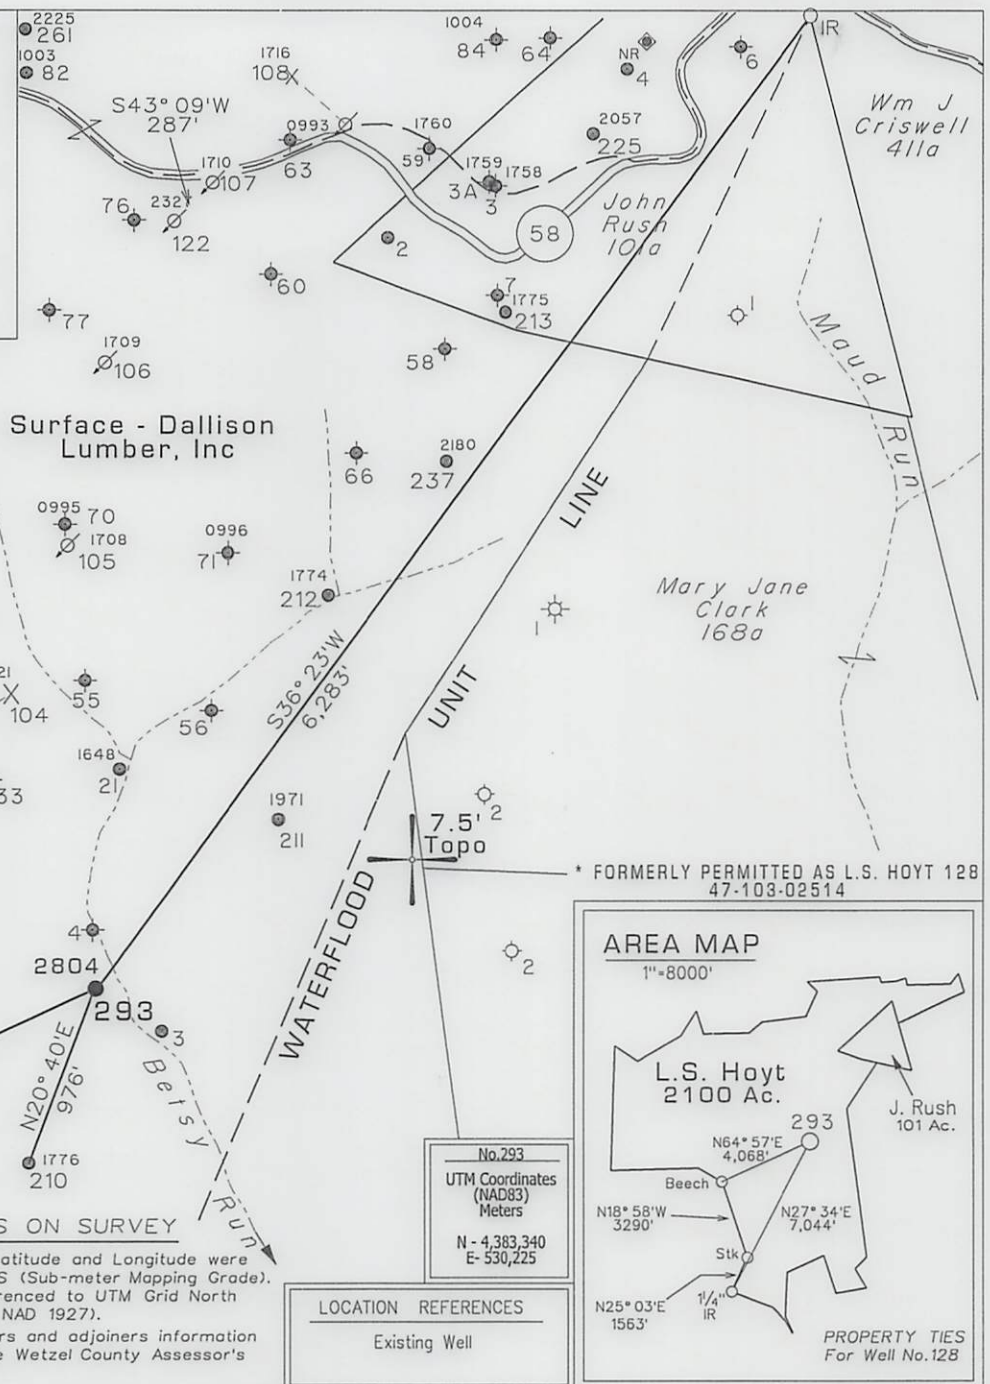 2225
261
1003
82
S43° 09'W
287'
1716
108
0993
63
1710
107
232
122
76
77
60
1709
106
1004
84
64
NR
4
6
IR
1760
59
1759
1758
3A
3
2057
225
58
2
7
1775
213
58
Wm J
Criswell
411a
John
Rush
101a
1
Maud
Run
Surface - Dallison
Lumber, Inc
66
2180
237
LINE
0995
70
1708
105
0996
71
1774
212
1
Mary Jane
Clark
168a
S36° 23'W
6,283'
UNIT
21
104
55
56
1648
21
33
1971
211
2
7.5'
Topo
* FORMERLY PERMITTED AS L.S. HOYT 128
47-103-02514
WATERFLOOD
4
2804
293
3
2
Betsy
Run
N20° 40'E
976'
1776
210
S ON SURVEY
atitude and Longitude were
S (Sub-meter Mapping Grade).
renced to UTM Grid North
NAD 1927).
rs and adjoiners information
e Wetzel County Assessor's
No.293
UTM Coordinates
(NAD83)
Meters
N - 4,383,340
E- 530,225
LOCATION REFERENCES
Existing Well
AREA MAP
1"=8000'
L.S. Hoyt
2100 Ac.
J. Rush
101 Ac.
293
N64° 57'E
4,068'
Beech
N18° 58'W
3290'
N27° 34'E
7,044'
Stk
N25° 03'E
1563'
1¼"
IR
PROPERTY TIES
For Well No.128